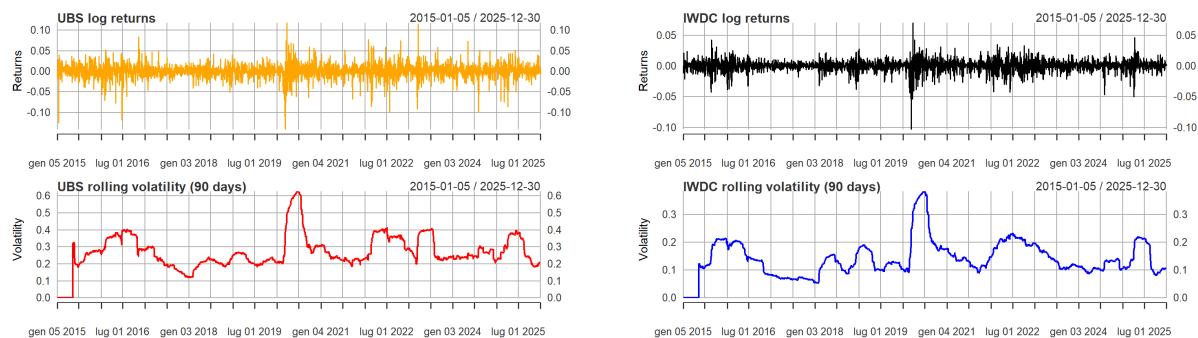 UBS log returns 2015-01-05 / 2025-12-30
0.10 0.10
0.05 0.05
0.00 0.00
-0.05 -0.05
-0.10 -0.10
Returns
gen 05 2015 lug 01 2016 gen 03 2018 lug 01 2019 gen 04 2021 lug 01 2022 gen 03 2024 lug 01 2025
UBS rolling volatility (90 days) 2015-01-05 / 2025-12-30
0.6 0.6
0.5 0.5
0.4 0.4
0.3 0.3
0.2 0.2
0.1 0.1
0.0 0.0
Volatility
gen 05 2015 lug 01 2016 gen 03 2018 lug 01 2019 gen 04 2021 lug 01 2022 gen 03 2024 lug 01 2025
IWDC log returns 2015-01-05 / 2025-12-30
0.05 0.05
0.00 0.00
-0.05 -0.05
-0.10 -0.10
Returns
gen 05 2015 lug 01 2016 gen 03 2018 lug 01 2019 gen 04 2021 lug 01 2022 gen 03 2024 lug 01 2025
IWDC rolling volatility (90 days) 2015-01-05 / 2025-12-30
0.3 0.3
0.2 0.2
0.1 0.1
0.0 0.0
Volatility
gen 05 2015 lug 01 2016 gen 03 2018 lug 01 2019 gen 04 2021 lug 01 2022 gen 03 2024 lug 01 2025